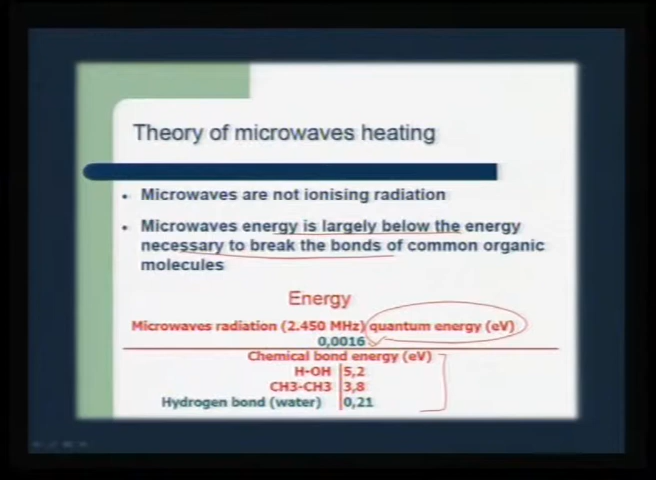 Theory of microwaves heating
• Microwaves are not ionising radiation
• Microwaves energy is largely below the energy
necessary to break the bonds of common organic
molecules
Energy
Microwaves radiation (2.450 MHz) quantum energy (eV)
0,0016
Chemical bond energy (eV)
H-OH 5,2
CH3-CH3 3,8
Hydrogen bond (water) 0,21